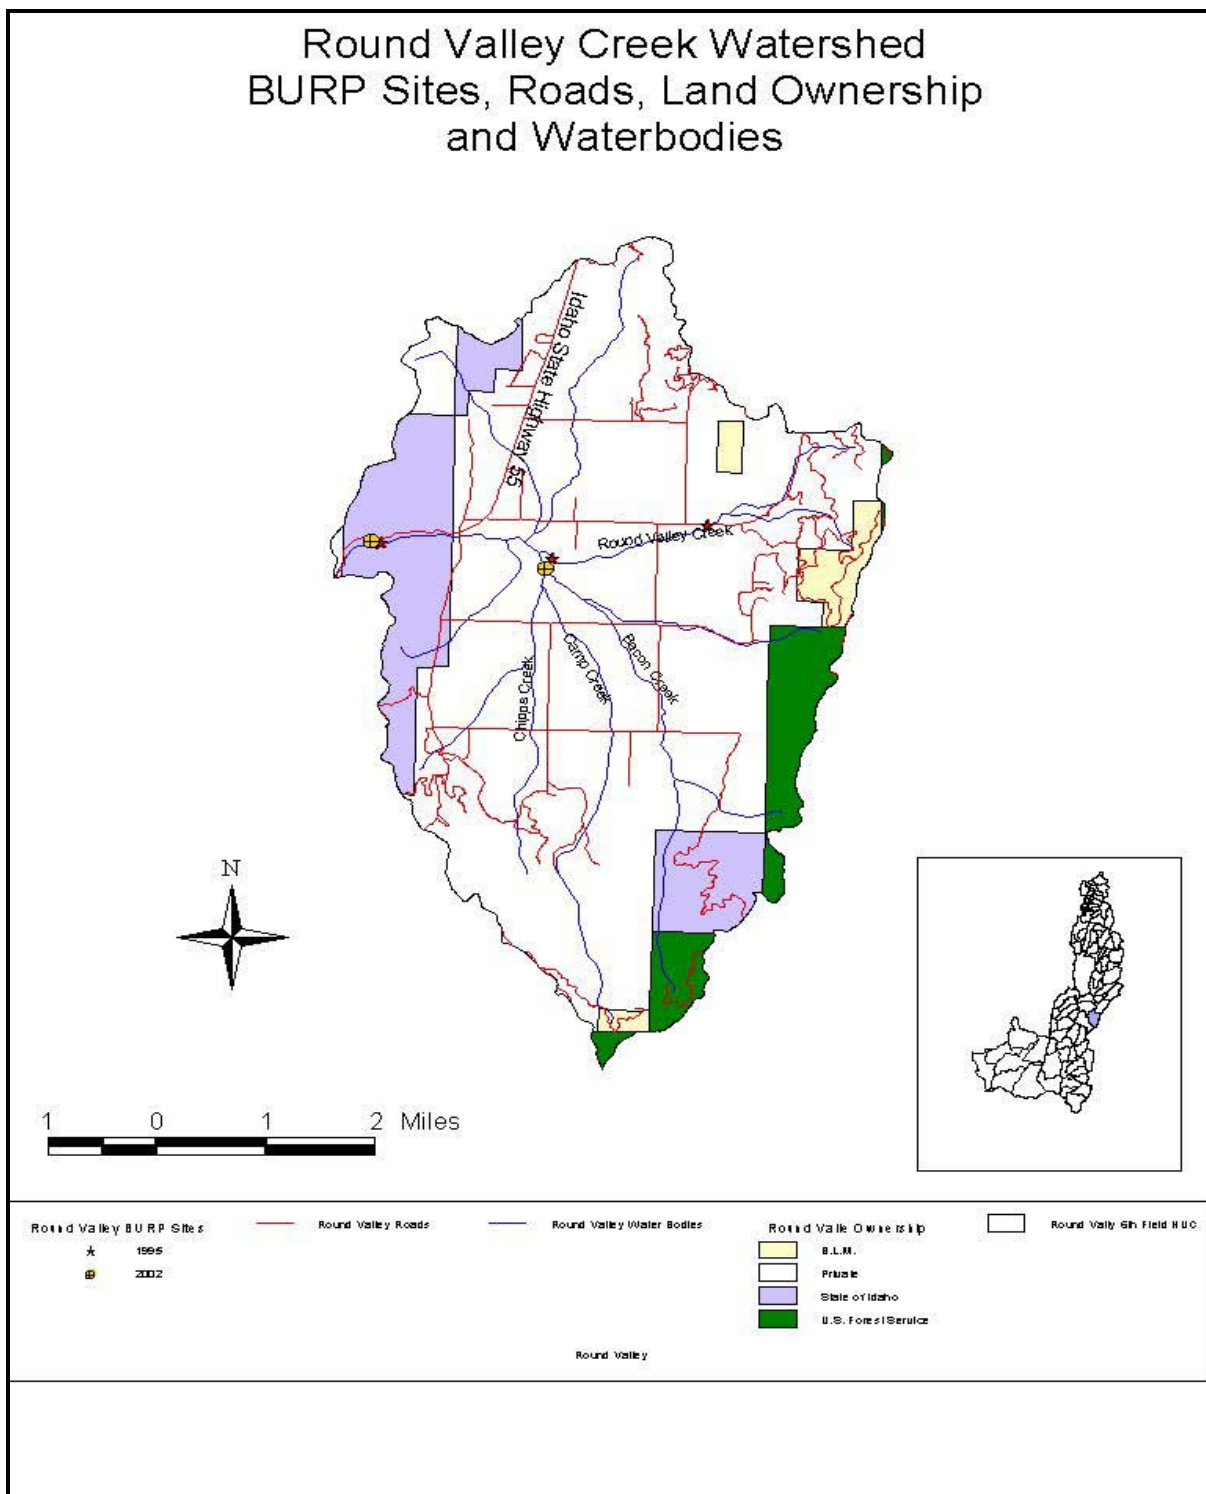 Round Valley Creek Watershed
BURP Sites, Roads, Land Ownership
and Waterbodies
Idaho State Highway 55
Round Valley Creek
Bacon Creek
Camp Creek
Chipps Creek
N
1 0 1 2 Miles
Round Valley BURP Sites
1995
2002
Round Valley Roads
Round Valley Water Bodies
Round Valle Ownership
B.L.M.
Private
State of Idaho
U.S. Forest Service
Round Vally 6th Field HUC
Round Valley